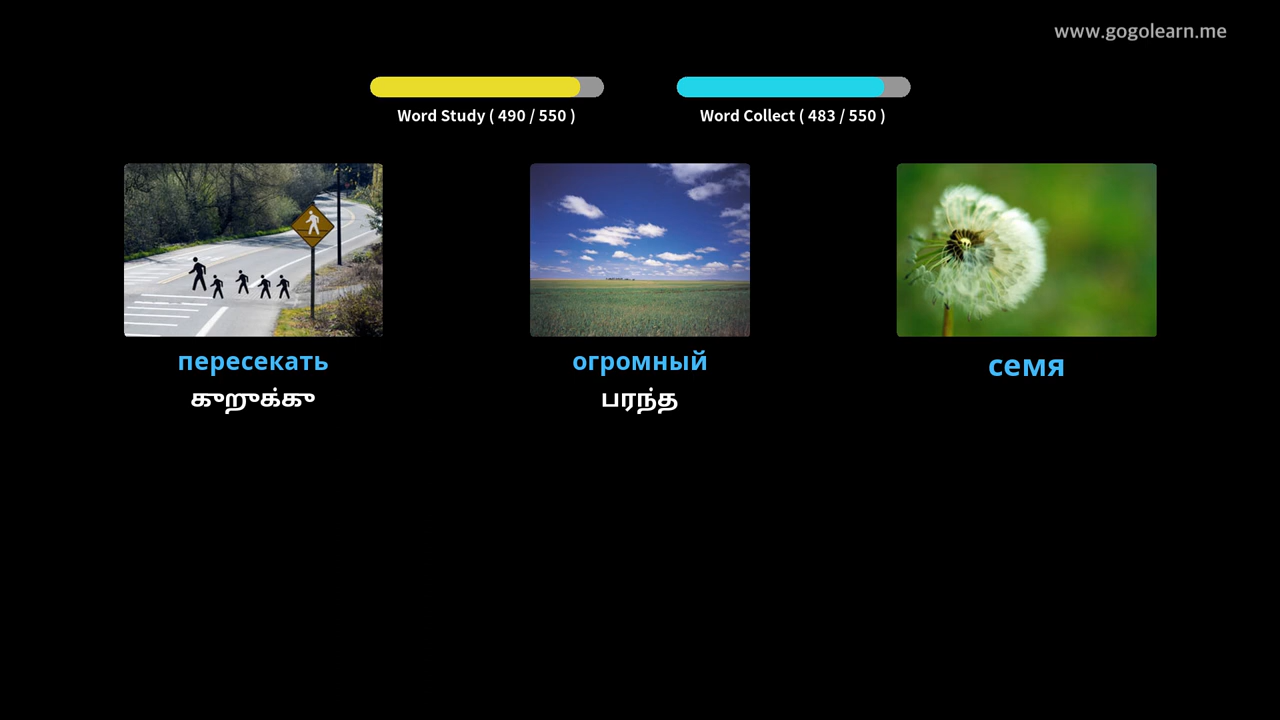 www.gogolearn.me
Word Study ( 490 / 550 )
Word Collect ( 483 / 550 )
пересекать
огромный
семя
குறுக்கு
பரந்த